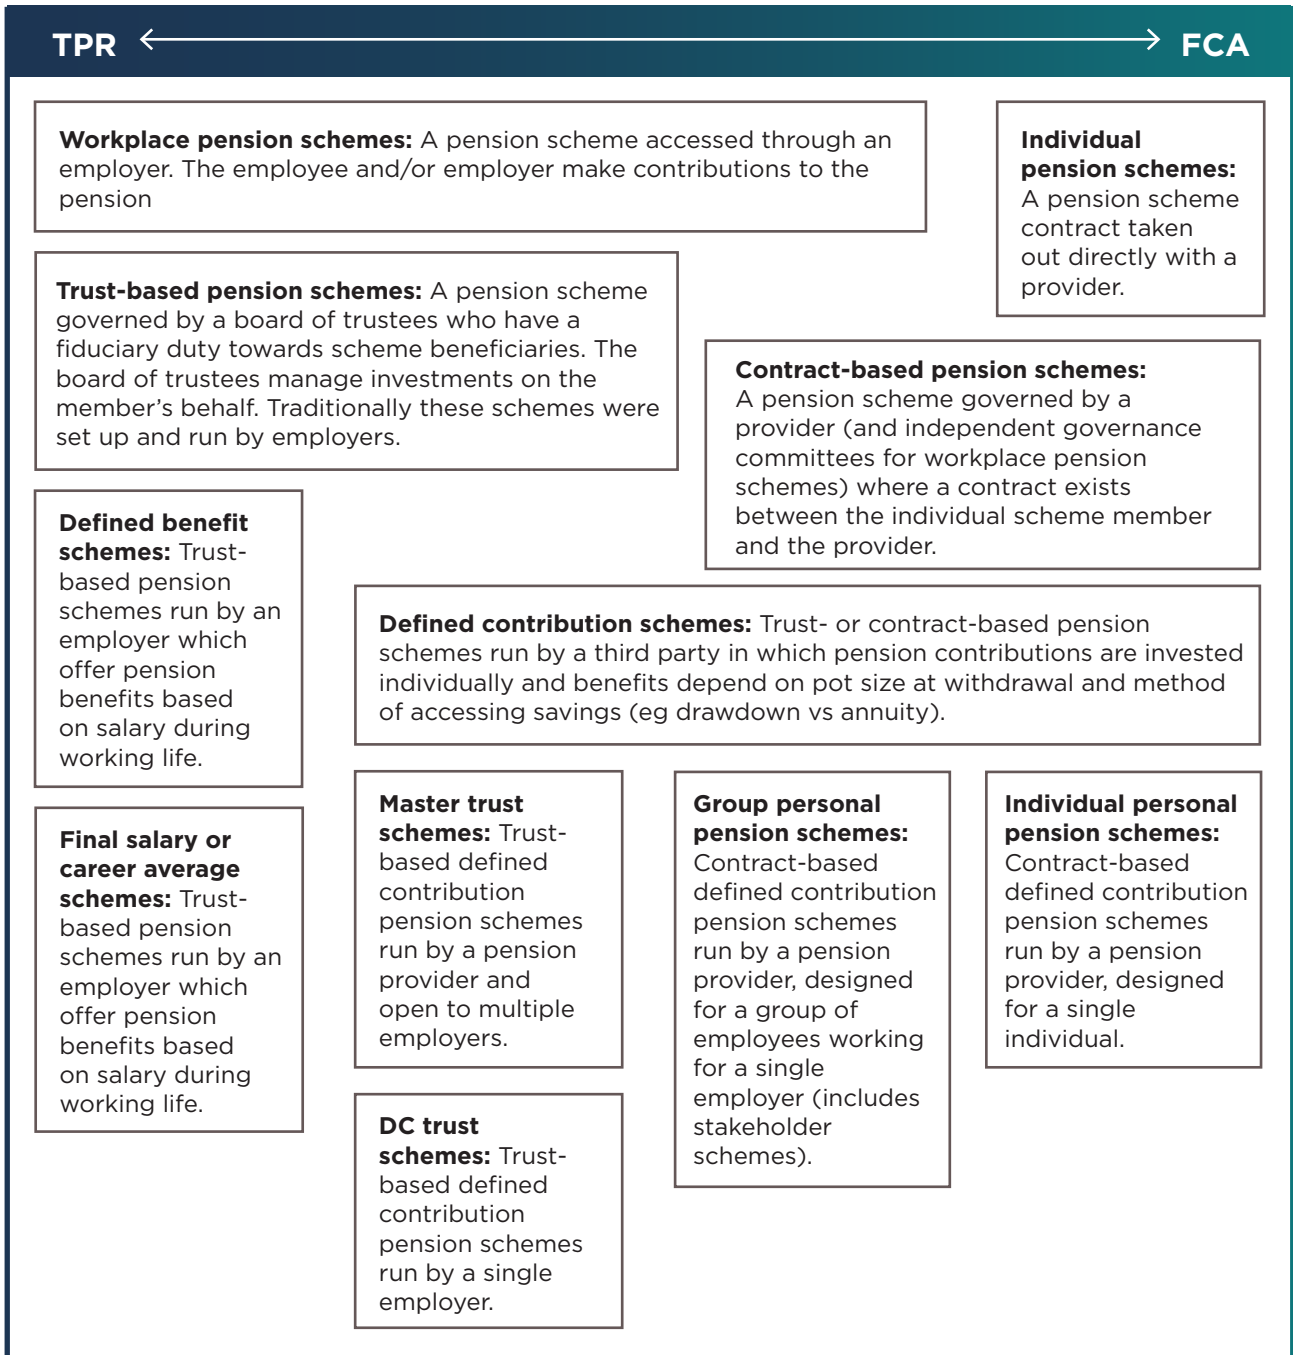 TPR
FCA
Workplace pension schemes: A pension scheme accessed through an
employer. The employee and/or employer make contributions to the
pension
Individual
pension schemes:
A pension scheme
contract taken
out directly with a
provider.
Trust-based pension schemes: A pension scheme
governed by a board of trustees who have a
fiduciary duty towards scheme beneficiaries. The
board of trustees manage investments on the
member’s behalf. Traditionally these schemes were
set up and run by employers.
Contract-based pension schemes:
A pension scheme governed by a
provider (and independent governance
committees for workplace pension
schemes) where a contract exists
between the individual scheme member
and the provider.
Defined benefit
schemes: Trust-
based pension
schemes run by an
employer which
offer pension
benefits based
on salary during
working life.
Defined contribution schemes: Trust- or contract-based pension
schemes run by a third party in which pension contributions are invested
individually and benefits depend on pot size at withdrawal and method
of accessing savings (eg drawdown vs annuity).
Final salary or
career average
schemes: Trust-
based pension
schemes run by an
employer which
offer pension
benefits based
on salary during
working life.
Master trust
schemes: Trust-
based defined
contribution
pension schemes
run by a pension
provider and
open to multiple
employers.
Group personal
pension schemes:
Contract-based
defined contribution
pension schemes
run by a pension
provider, designed
for a group of
employees working
for a single
employer (includes
stakeholder
schemes).
Individual personal
pension schemes:
Contract-based
defined contribution
pension schemes
run by a pension
provider, designed
for a single
individual.
DC trust
schemes: Trust-
based defined
contribution
pension schemes
run by a single
employer.